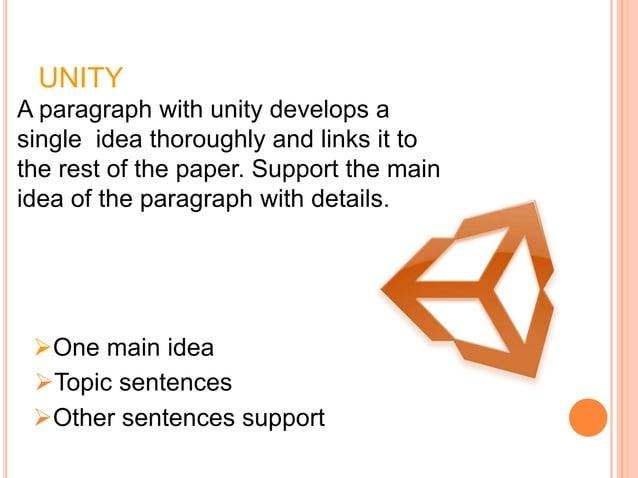 UNITY
A paragraph with unity develops a
single  idea thoroughly and links it to
the rest of the paper. Support the main
idea of the paragraph with details.
➢One main idea
➢Topic sentences
➢Other sentences support